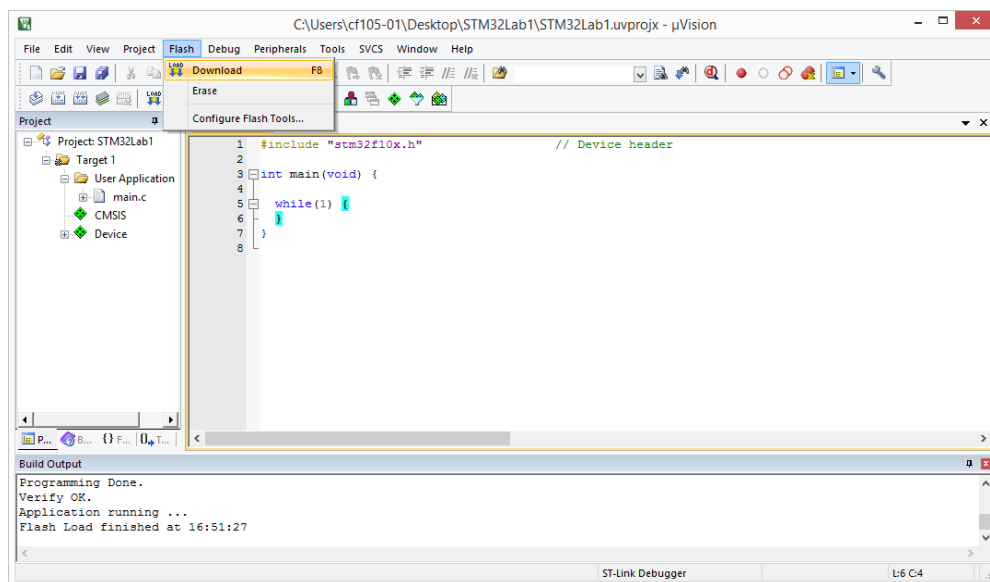 C:\Users\cf105-01\Desktop\STM32Lab1\STM32Lab1.uvprojx - µVision
File Edit View Project Flash Debug Peripherals Tools SVCS Window Help
LOAD Download F8
Erase
LOAD
Configure Flash Tools...
Project
Project: STM32Lab1
Target 1
User Application
main.c
CMSIS
Device
1 #include "stm32f10x.h" // Device header
2
3 int main(void) {
4
5 while(1) {
6 }
7 }
8
P... B... {} F... 0 T...
Build Output
Programming Done.
Verify OK.
Application running ...
Flash Load finished at 16:51:27
ST-Link Debugger L:6 C:4